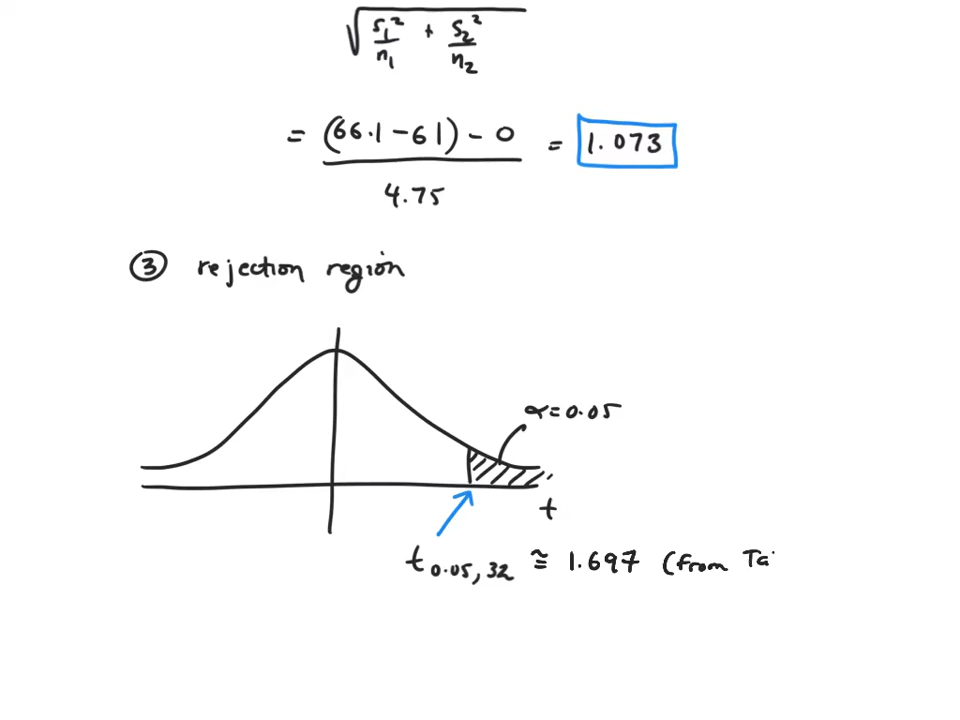 √(s₁²/n₁ + s₂²/n₂)
= (66.1 - 61) - 0 / 4.75 = 1.073
③ rejection region
α = 0.05
t
t₀.₀₅,₃₂ ≅ 1.697 (from Ta